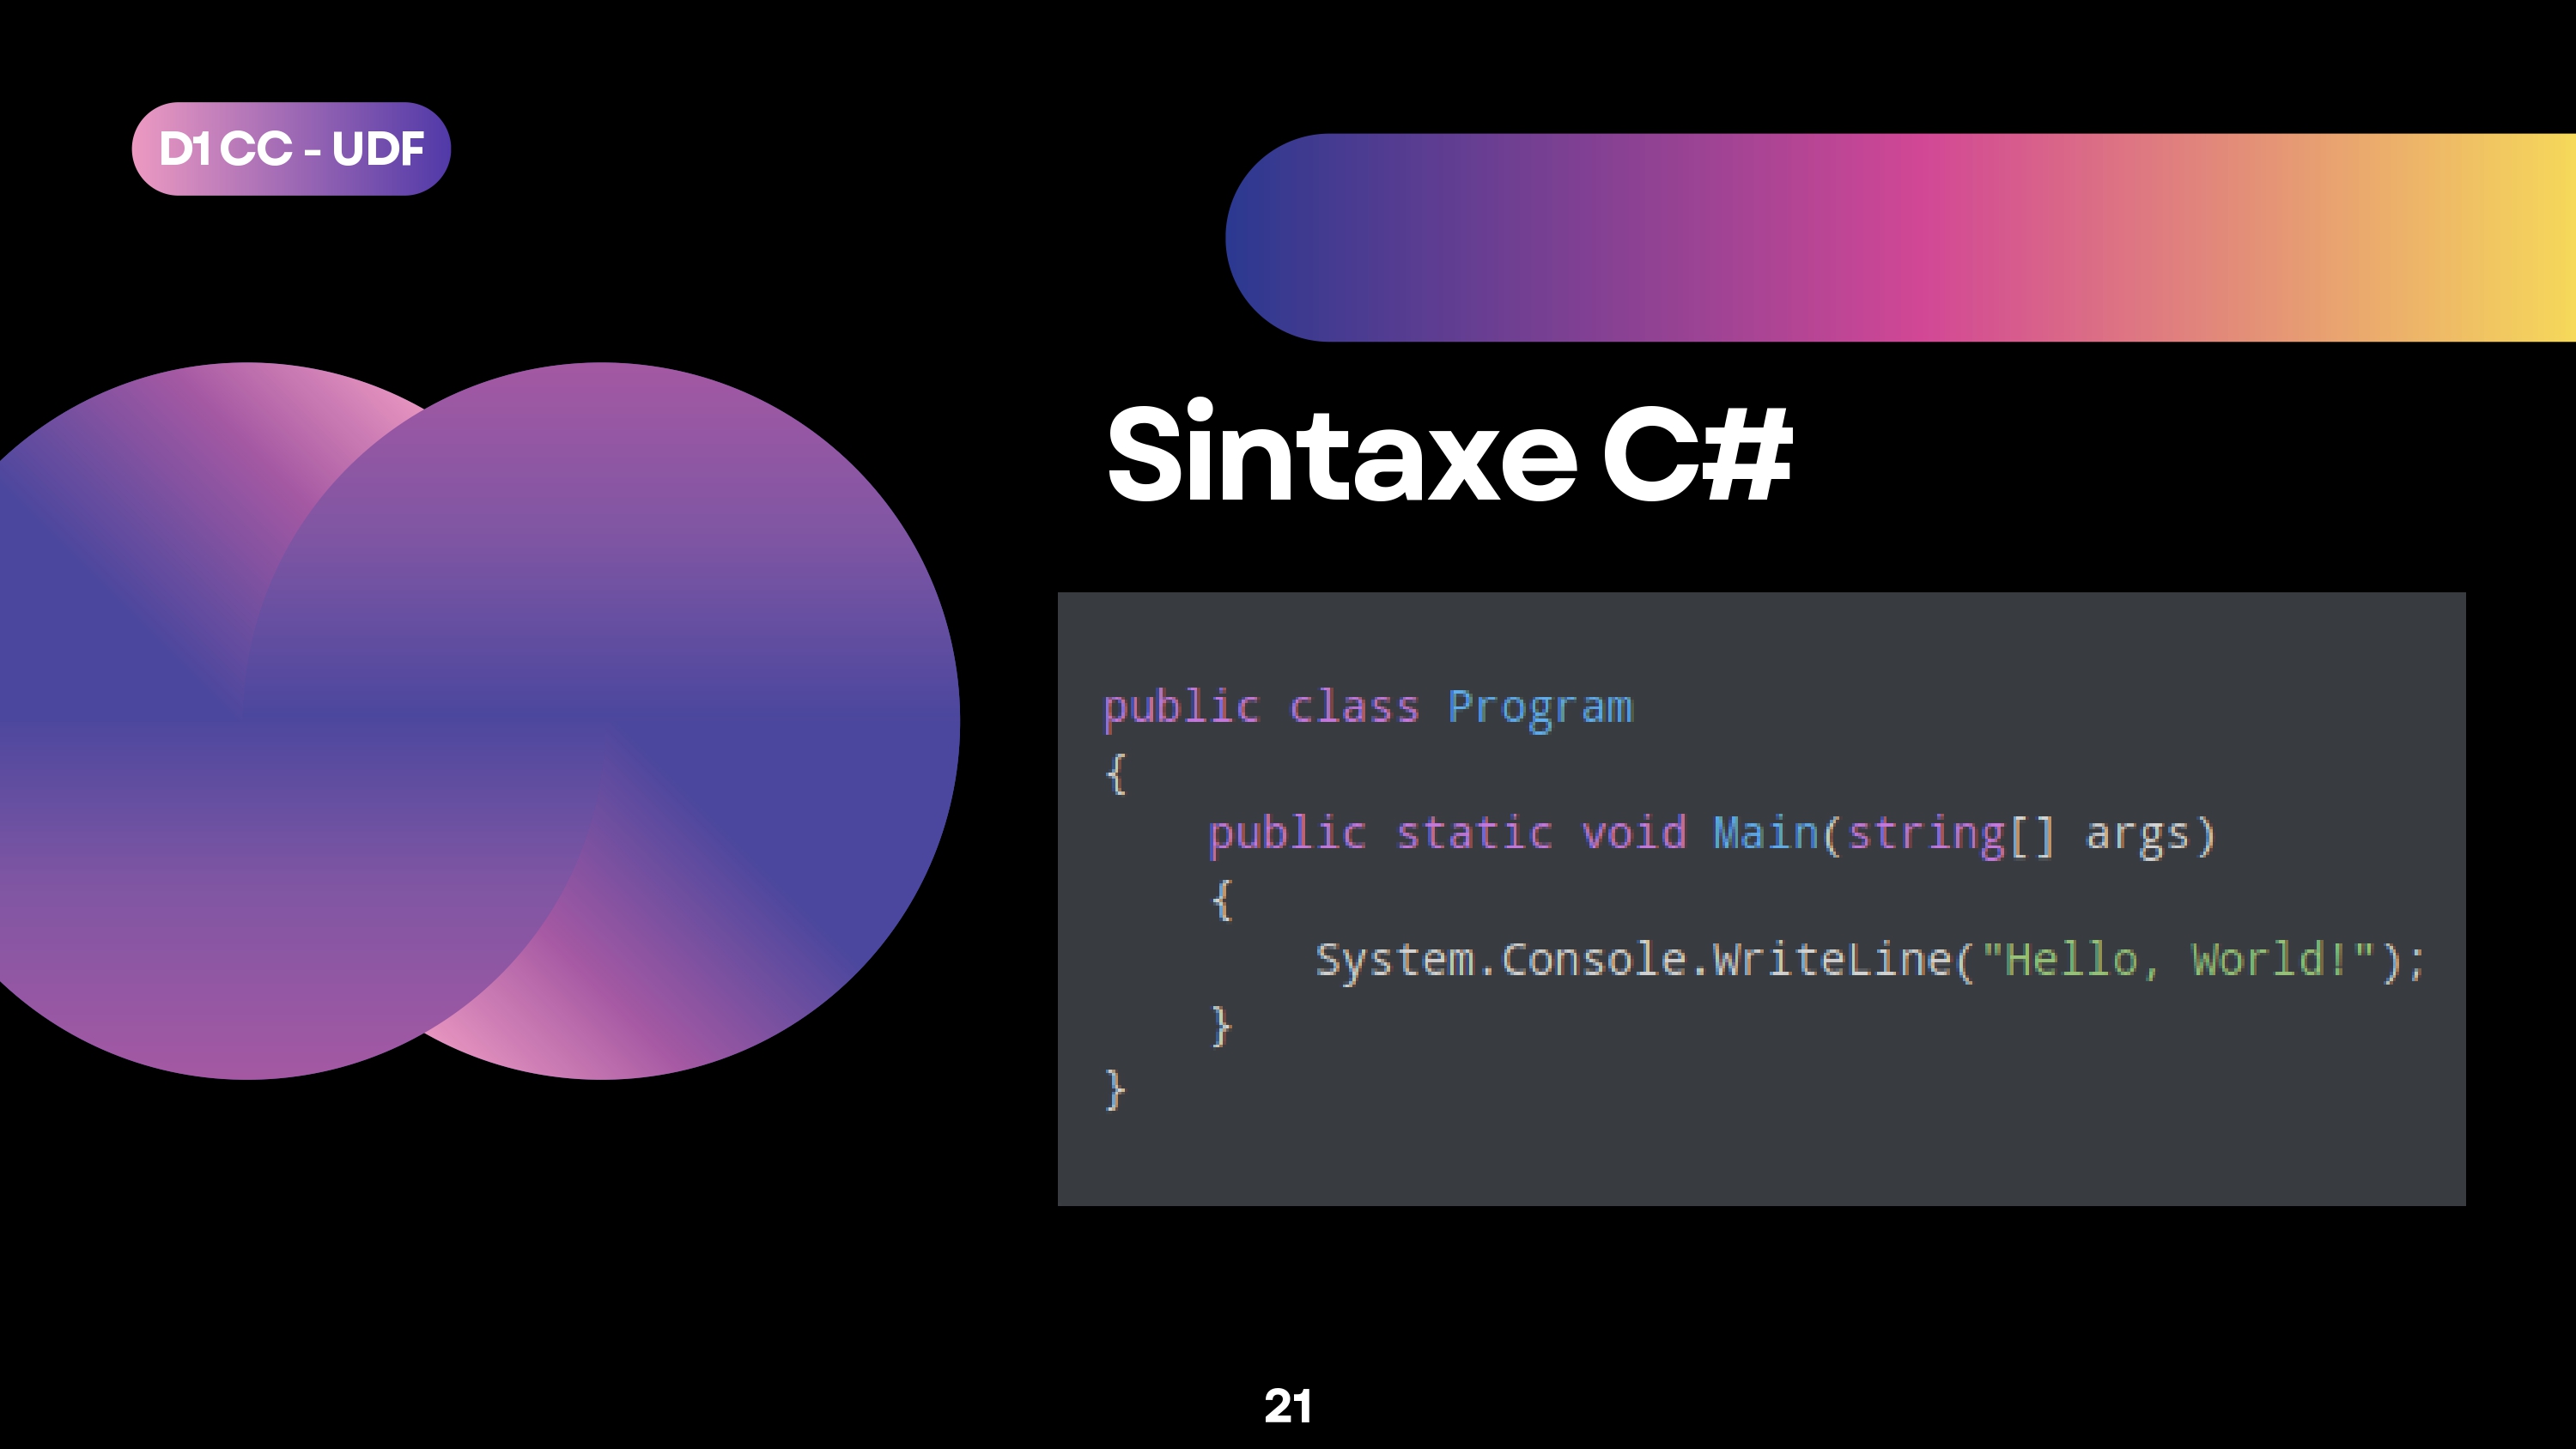 D1 CC - UDF
Sintaxe C#
public class Program
{
    public static void Main(string[] args)
    {
        System.Console.WriteLine("Hello, World!");
    }
}
21